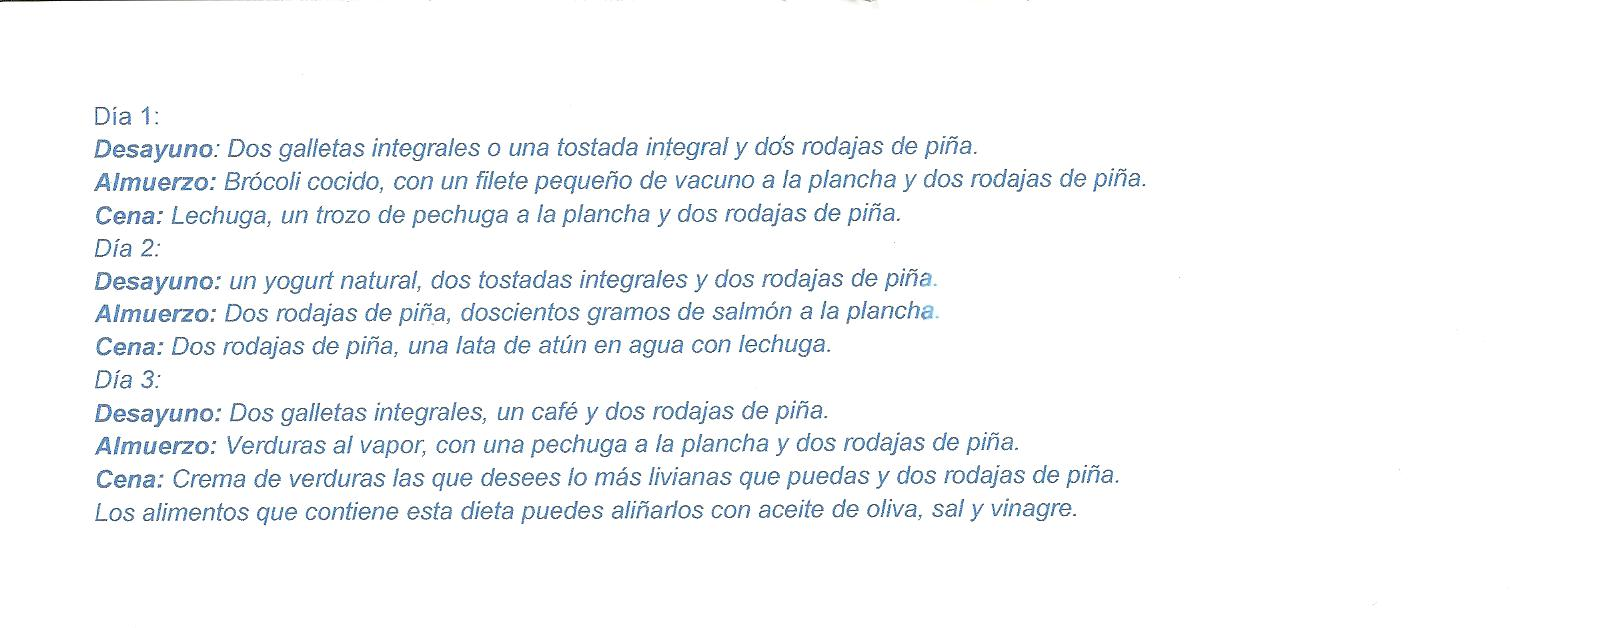 Día 1:
Desayuno: Dos galletas integrales o una tostada integral y dos rodajas de piña.
Almuerzo: Brócoli cocido, con un filete pequeño de vacuno a la plancha y dos rodajas de piña.
Cena: Lechuga, un trozo de pechuga a la plancha y dos rodajas de piña.
Día 2:
Desayuno: un yogurt natural, dos tostadas integrales y dos rodajas de piña.
Almuerzo: Dos rodajas de piña, doscientos gramos de salmón a la plancha.
Cena: Dos rodajas de piña, una lata de atún en agua con lechuga.
Día 3:
Desayuno: Dos galletas integrales, un café y dos rodajas de piña.
Almuerzo: Verduras al vapor, con una pechuga a la plancha y dos rodajas de piña.
Cena: Crema de verduras las que desees lo más livianas que puedas y dos rodajas de piña.
Los alimentos que contiene esta dieta puedes aliñarlos con aceite de oliva, sal y vinagre.